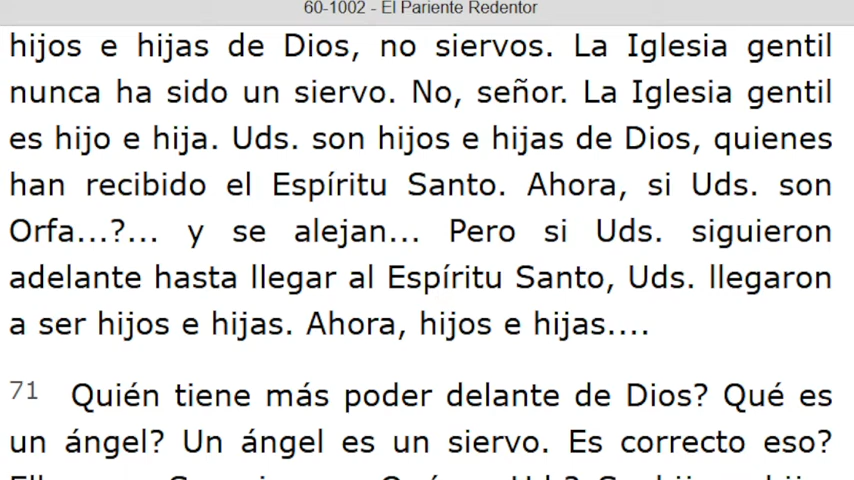 60-1002 - El Pariente Redentor
hijos e hijas de Dios, no siervos. La Iglesia gentil
nunca ha sido un siervo. No, señor. La Iglesia gentil
es hijo e hija. Uds. son hijos e hijas de Dios, quienes
han recibido el Espíritu Santo. Ahora, si Uds. son
Orfa...?... y se alejan... Pero si Uds. siguieron
adelante hasta llegar al Espíritu Santo, Uds. llegaron
a ser hijos e hijas. Ahora, hijos e hijas....
71 Quién tiene más poder delante de Dios? Qué es
un ángel? Un ángel es un siervo. Es correcto eso?